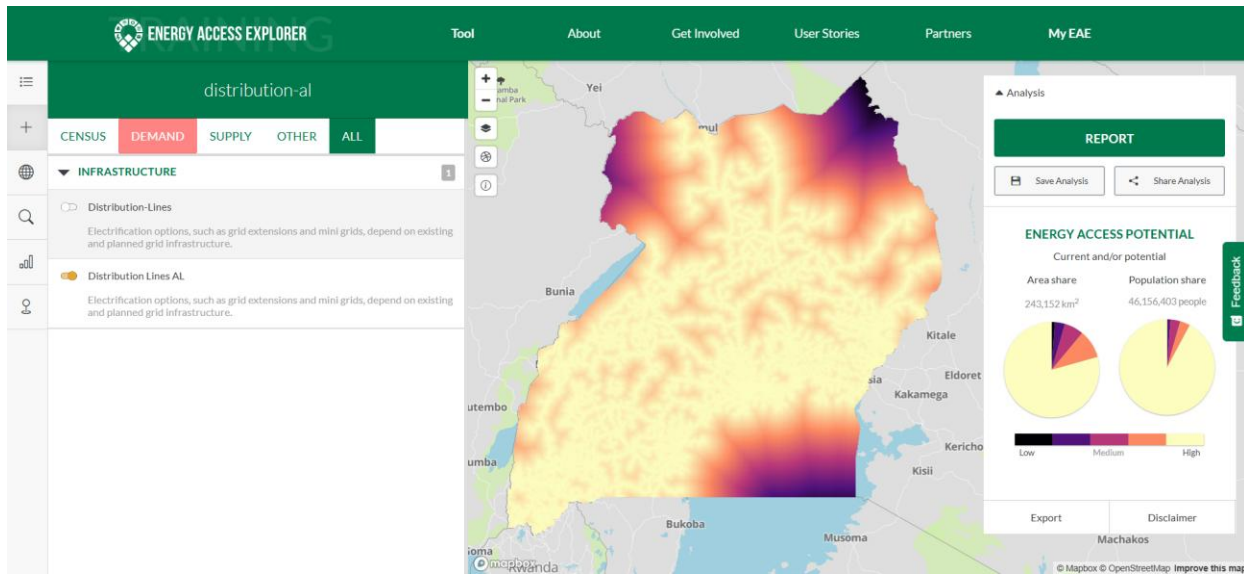 TRAINING
ENERGY ACCESS EXPLORER
Tool
About
Get Involved
User Stories
Partners
My EAE
distribution-al
CENSUS
DEMAND
SUPPLY
OTHER
ALL
INFRASTRUCTURE
1
Distribution-Lines
Electrification options, such as grid extensions and mini grids, depend on existing
and planned grid infrastructure.
Distribution Lines AL
Electrification options, such as grid extensions and mini grids, depend on existing
and planned grid infrastructure.
Yei
Bunia
Kitale
Eldoret
Kakamega
Kericho
Kisii
Bukoba
Musoma
Machakos
Rwanda
mapbox
© Mapbox © OpenStreetMap Improve this map
Analysis
REPORT
Save Analysis
Share Analysis
ENERGY ACCESS POTENTIAL
Current and/or potential
Area share
Population share
243,152 km²
46,156,403 people
Low
Medium
High
Export
Disclaimer
Feedback